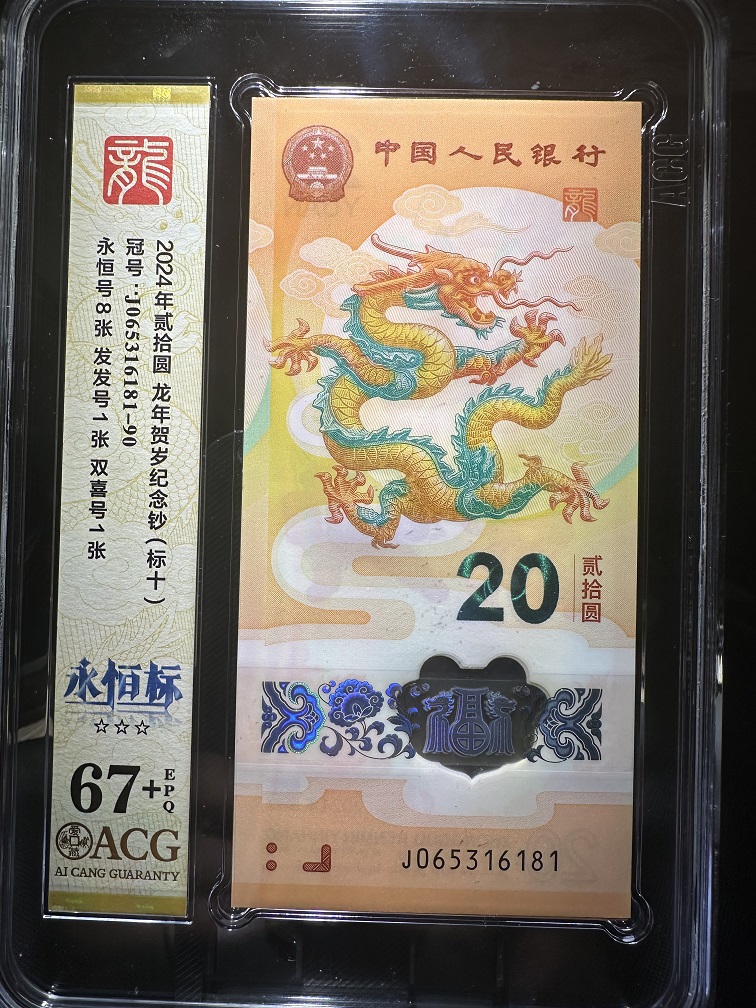 龍
2024年贰拾圆 龙年贺岁纪念钞(标十)
冠号:J065316181-90
永恒号8张 发发号1张 双喜号1张
永恒标
☆☆☆
67+EPQ
ACG
AI CANG GUARANTY
中国人民银行
龍
20
贰拾圆
福
J065316181
ACG